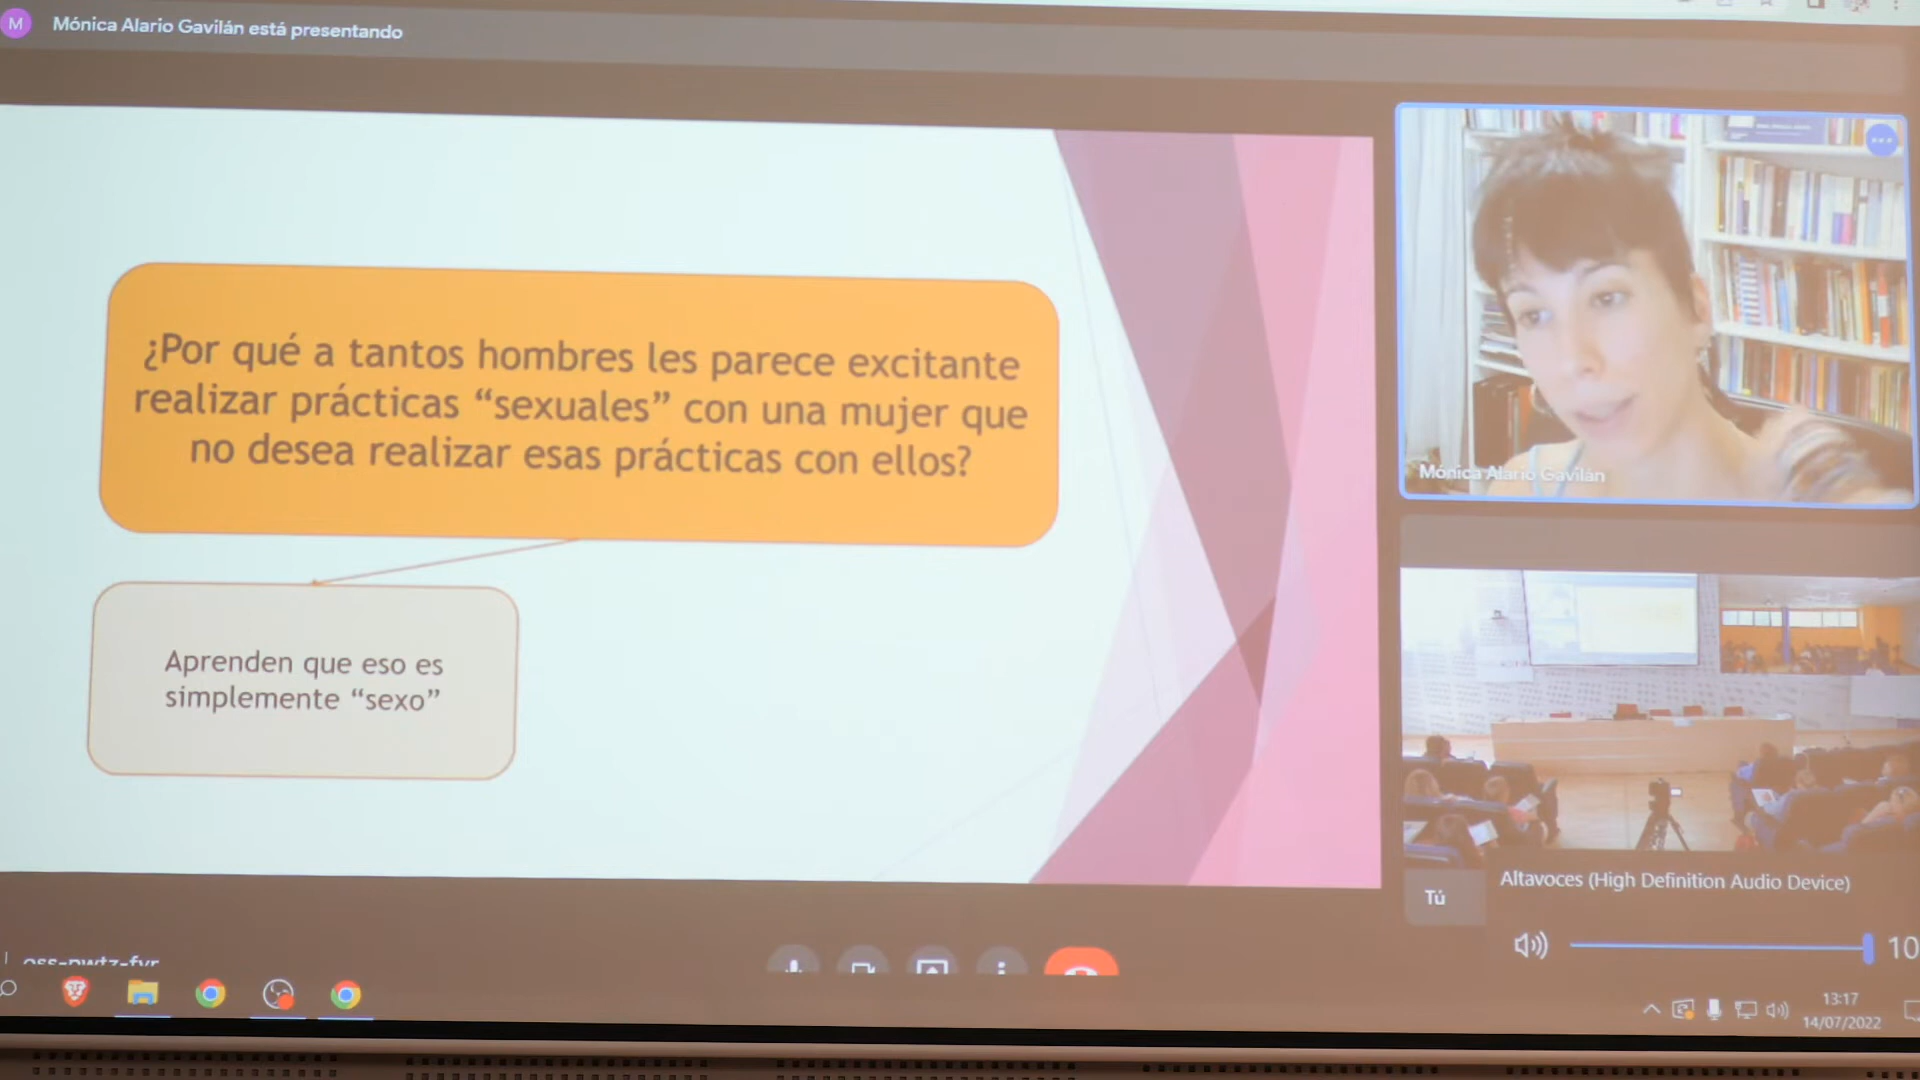 M
Mónica Alario Gavilán está presentando
¿Por qué a tantos hombres les parece excitante
realizar prácticas “sexuales” con una mujer que
no desea realizar esas prácticas con ellos?
Aprenden que eso es
simplemente “sexo”
Mónica Alario Gavilán
Tú
Altavoces (High Definition Audio Device)
10
13:17
14/07/2022